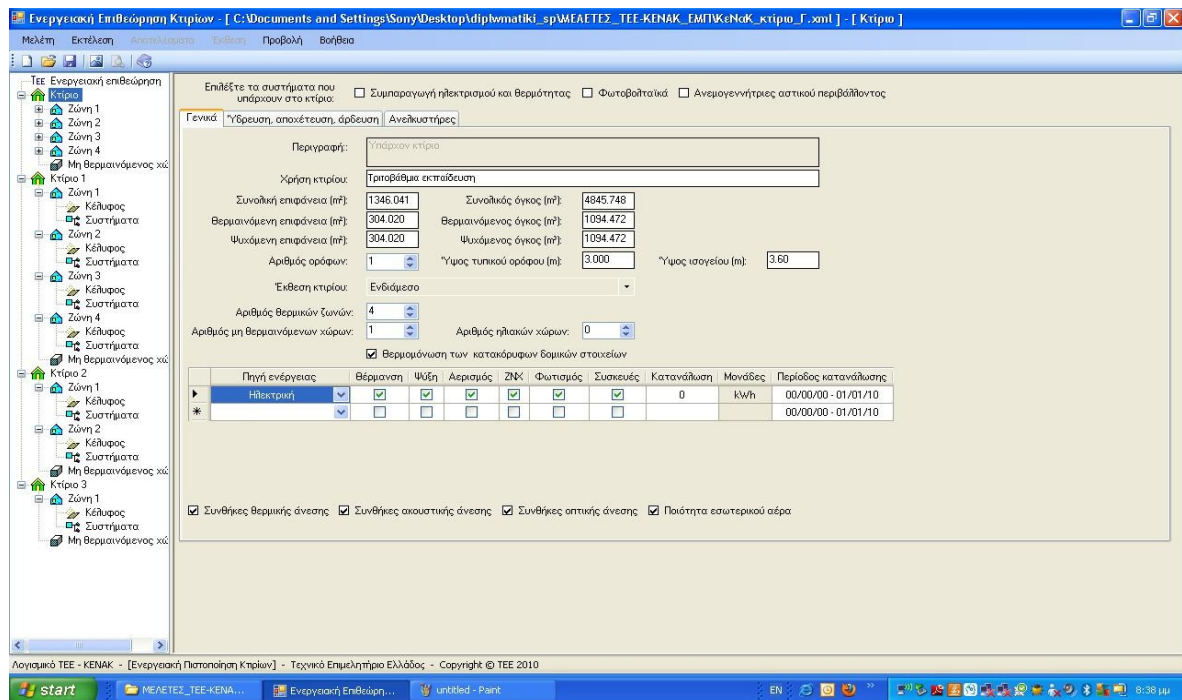 Ενεργειακή Επιθεώρηση Κτιρίων - [ C:\Documents and Settings\Sony\Desktop\diplwmatiki_sp\ΜΕΛΕΤΕΣ_ΤΕΕ-ΚΕΝΑΚ_ΕΜΠ\ΚεΝαΚ_κτίριο_Γ.xml ] - [ Κτίριο ]
Μελέτη Εκτέλεση Αποτελέσματα Έκθεση Προβολή Βοήθεια
ΤΕΕ Ενεργειακή επιθεώρηση
Κτίριο
Ζώνη 1
Ζώνη 2
Ζώνη 3
Ζώνη 4
Μη θερμαινόμενος χώ
Κτίριο 1
Ζώνη 1
Κέλυφος
Συστήματα
Ζώνη 2
Κέλυφος
Συστήματα
Ζώνη 3
Κέλυφος
Συστήματα
Ζώνη 4
Κέλυφος
Συστήματα
Μη θερμαινόμενος χώ
Κτίριο 2
Ζώνη 1
Κέλυφος
Συστήματα
Ζώνη 2
Κέλυφος
Συστήματα
Μη θερμαινόμενος χώ
Κτίριο 3
Ζώνη 1
Κέλυφος
Συστήματα
Μη θερμαινόμενος χώ
Επιλέξτε τα συστήματα που
υπάρχουν στο κτίριο: Συμπαραγωγή ηλεκτρισμού και θερμότητας Φωτοβολταϊκά Ανεμογεννήτριες αστικού περιβάλλοντος
Γενικά Ύδρευση, αποχέτευση, άρδευση Ανελκυστήρες
Περιγραφή:: Υπάρχον κτίριο
Χρήση κτιρίου: Τριτοβάθμια εκπαίδευση
Συνολική επιφάνεια (m²): 1346.041 Συνολικός όγκος (m³): 4845.748
Θερμαινόμενη επιφάνεια (m²): 304.020 Θερμαινόμενος όγκος (m³): 1094.472
Ψυχόμενη επιφάνεια (m²): 304.020 Ψυχόμενος όγκος (m³): 1094.472
Αριθμός ορόφων: 1 Ύψος τυπικού ορόφου (m): 3.000 Ύψος ισογείου (m): 3.60
Έκθεση κτιρίου: Ενδιάμεσο
Αριθμός θερμικών ζωνών: 4
Αριθμός μη θερμαινόμενων χώρων: 1 Αριθμός ηλιακών χώρων: 0
Θερμομόνωση των κατακόρυφων δομικών στοιχείων
Πηγή ενέργειας Θέρμανση Ψύξη Αερισμός ΖΝΧ Φωτισμός Συσκευές Κατανάλωση Μονάδες Περίοδος κατανάλωσης
Ηλεκτρική 0 kWh 00/00/00 - 01/01/10
00/00/00 - 01/01/10
Συνθήκες θερμικής άνεσης Συνθήκες ακουστικής άνεσης Συνθήκες οπτικής άνεσης Ποιότητα εσωτερικού αέρα
Λογισμικό ΤΕΕ - ΚΕΝΑΚ - [Ενεργειακή Πιστοποίηση Κτιρίων] - Τεχνικό Επιμελητήριο Ελλάδος - Copyright © ΤΕΕ 2010
start ΜΕΛΕΤΕΣ_ΤΕΕ-ΚΕΝΑ... Ενεργειακή Επιθεώρη... untitled - Paint EN 8:38 μμ